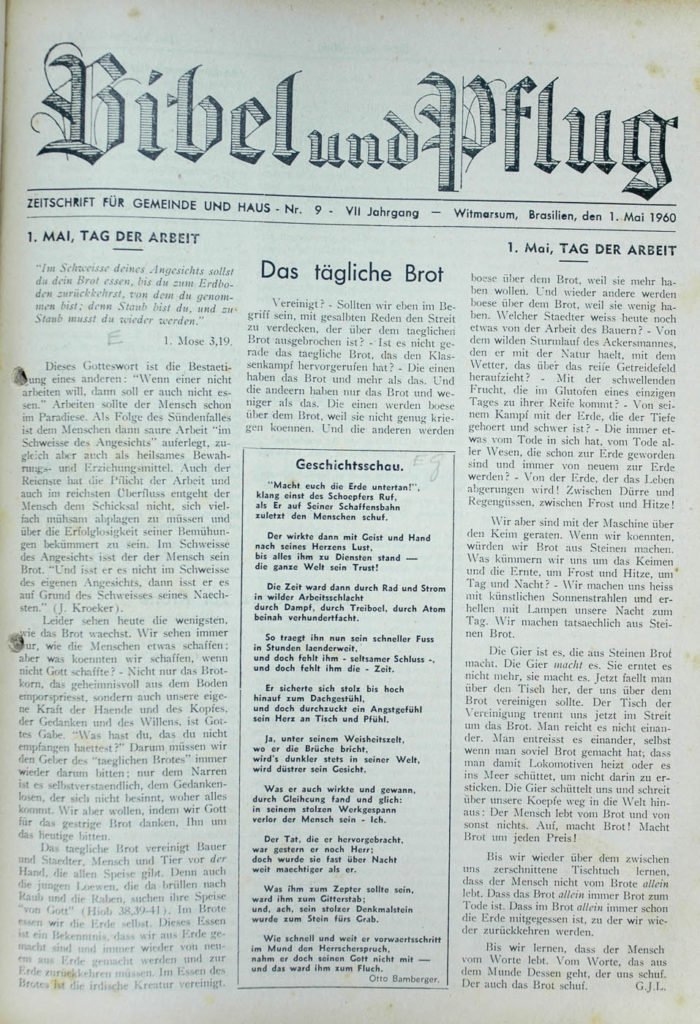 Bibel und Pflug
ZEITSCHRIFT FÜR GEMEINDE UND HAUS - Nr. 9 - VII Jahrgang — Witmarsum, Brasilien, den 1. Mai 1960
1. MAI, TAG DER ARBEIT
"Im Schweisse deines Angesichts sollst
du dein Brot essen, bis du zum Erdbo-
den zurückkehrst, von dem du genom-
men bist; denn Staub bist du, und zu
Staub musst du wieder werden."
1. Mose 3,19.
Dieses Gotteswort ist die Bestaeti-
gung eines anderen: "Wenn einer nicht
arbeiten will, dann soll er auch nicht es-
sen." Arbeiten sollte der Mensch schon
im Paradiese. Als Folge des Sündenfalles
ist dem Menschen dann saure Arbeit "im
Schweisse des Angesichts" auferlegt, zu-
gleich aber auch als heilsames Bewah-
rungs- und Erziehungsmittel. Auch der
Reichste hat die Pflicht der Arbeit und
auch im reichsten Überfluss entgeht der
Mensch dem Schicksal nicht, sich viel-
fach mühsam abplagen zu müssen und
über die Erfolglosigkeit seiner Bemühun-
gen bekümmert zu sein. Im Schweisse
des Angesichts isst der der Mensch sein
Brot. "Und isst er es nicht im Schweisse
des eigenen Angesichts, dann isst er es
auf Grund des Schweisses seines Naech-
sten." (J. Kroeker).
Leider sehen heute die wenigsten,
wie das Brot waechst. Wir sehen immer
nur, wie die Menschen etwas schaffen;
aber was koennten wir schaffen, wenn
nicht Gott schaffte? - Nicht nur das Brot-
korn, das geheimnisvoll aus dem Boden
emporspriesst, sondern auch unsere eige-
ne Kraft der Haende und des Kopfes,
der Gedanken und des Willens, ist Got-
tes Gabe. "Was hast du, das du nicht
empfangen haettest?" Darum müssen wir
den Geber des "taeglichen Brotes" immer
wieder darum bitten; nur dem Narren
ist es selbstverstaendlich, dem Gedanken-
losen, der sich nicht besinnt, woher alles
kommt. Wir aber wollen, indem wir Gott
für das gestrige Brot danken, Ihn um
das heutige bitten.
Das taegliche Brot vereinigt Bauer
und Staedter, Mensch und Tier vor der
Hand, die allen Speise gibt. Denn auch
die jungen Loewen, die da brüllen nach
Raub und die Raben, suchen ihre Speise
"von Gott" (Hiob 38,39-41). Im Brote
essen wir die Erde selbst. Dieses Essen
ist ein Bekenntnis, dass wir aus Erde ge-
macht sind und immer wieder von neu-
em aus Erde gemacht werden und zur
Erde zurückkehren müssen. Im Essen des
Brotes ist die irdische Kreatur vereinigt.
Das tägliche Brot
Vereinigt? - Sollten wir eben im Be-
griff sein, mit gesalbten Reden den Streit
zu verdecken, der über dem taeglichen
Brot ausgebrochen ist? - Ist es nicht ge-
rade das taegliche Brot, das den Klas-
senkampf hervorgerufen hat? - Die einen
haben das Brot und mehr als das. Und
die andeern haben nur das Brot und we-
niger als das. Die einen werden boese
über dem Brot, weil sie nicht genug krie-
gen koennen. Und die anderen werden
Geschichtsschau.
"Macht euch die Erde untertan!",
klang einst des Schoepfers Ruf,
als Er auf Seiner Schaffensbahn
zuletzt den Menschen schuf.
Der wirkte dann mit Geist und Hand
nach seines Herzens Lust,
bis alles ihm zu Diensten stand —
die ganze Welt sein Trust!
Die Zeit ward dann durch Rad und Strom
in wilder Arbeitsschlacht
durch Dampf, durch Treiboel, durch Atom
beinah verhundertfacht.
So traegt ihn nun sein schneller Fuss
in Stunden laenderweit,
und doch fehlt ihm - seltsamer Schluss -,
und doch fehlt ihm die - Zeit.
Er sicherte sich stolz bis hoch
hinauf zum Dachgestühl,
und doch durchzuckt ein Angstgefühl
sein Herz an Tisch und Pfühl.
Ja, unter seinem Weisheitszelt,
wo er die Brüche bricht,
wird's dunkler stets in seiner Welt,
wird düstrer sein Gesicht.
Was er auch wirkte und gewann,
durch Gleihcung fand und glich:
in seinem stolzen Werkgespann
verlor der Mensch sein - Ich.
Der Tat, die er hervorgebracht,
war gestern er noch Herr;
doch wurde sie fast über Nacht
weit maechtiger als er.
Was ihm zum Zepter sollte sein,
ward ihm zum Gitterstab;
und, ach, sein stolzer Denkmalstein
wurde zum Stein fürs Grab.
Wie schnell und weit er vorwaertsschritt
im Mund den Herrscherspruch,
nahm er doch seinen Gott nicht mit —
und das ward ihm zum Fluch.
Otto Bamberger.
1. Mai, TAG DER ARBEIT
boese über dem Brot, weil sie mehr ha-
ben wollen. Und wieder andere werden
boese über dem Brot, weil sie wenig ha-
ben. Welcher Staedter weiss heute noch
etwas von der Arbeit des Bauern? - Von
dem wilden Sturmlauf des Ackersmannes,
den er mit der Natur haelt, mit dem
Wetter, das über das reife Getreidefeld
heraufzieht? - Mit der schwellenden
Frucht, die im Glutofen eines einzigen
Tages zu ihrer Reife kommt? - Von sei-
nem Kampf mit der Erde, die der Tiefe
gehoert und schwer ist? - Die immer et-
was vom Tode in sich hat, vom Tode al-
ler Wesen, die schon zur Erde geworden
sind und immer von neuem zur Erde
werden? - Von der Erde, der das Leben
abgerungen wird! Zwischen Dürre und
Regengüssen, zwischen Frost und Hitze!
Wir aber sind mit der Maschine über
den Keim geraten. Wenn wir koennten,
würden wir Brot aus Steinen machen.
Was kümmern wir uns um das Keimen
und die Ernte, um Frost und Hitze, um
Tag und Nacht? - Wir machen uns heiss
mit künstlichen Sonnenstrahlen und er-
hellen mit Lampen unsere Nacht zum
Tag. Wir machen tatsaechlich aus Stei-
nen Brot.
Die Gier ist es, die aus Steinen Brot
macht. Die Gier macht es. Sie erntet es
nicht mehr, sie macht es. Jetzt faellt man
über den Tisch her, der uns über dem
Brot vereinigen sollte. Der Tisch der
Vereinigung trennt uns jetzt im Streit
um das Brot. Man reicht es nicht einan-
der. Man entreisst es einander, selbst
wenn man soviel Brot gemacht hat, dass
man damit Lokomotiven heizt oder es
ins Meer schüttet, um nicht darin zu er-
sticken. Die Gier schüttelt uns und schreit
über unsere Koepfe weg in die Welt hin-
aus: Der Mensch lebt vom Brot und von
sonst nichts. Auf, macht Brot! Macht
Brot um jeden Preis!
Bis wir wieder über dem zwischen
uns zerschnittene Tischtuch lernen,
dass der Mensch nicht vom Brote allein
lebt. Dass das Brot allein immer Brot zum
Tode ist. Dass im Brot allein immer schon
die Erde mitgegessen ist, zu der wir wie-
der zurückkehren werden.
Bis wir lernen, dass der Mensch
vom Worte lebt. Vom Worte, das aus
dem Munde Dessen geht, der uns schuf.
Der auch das Brot schuf. G.J.L.